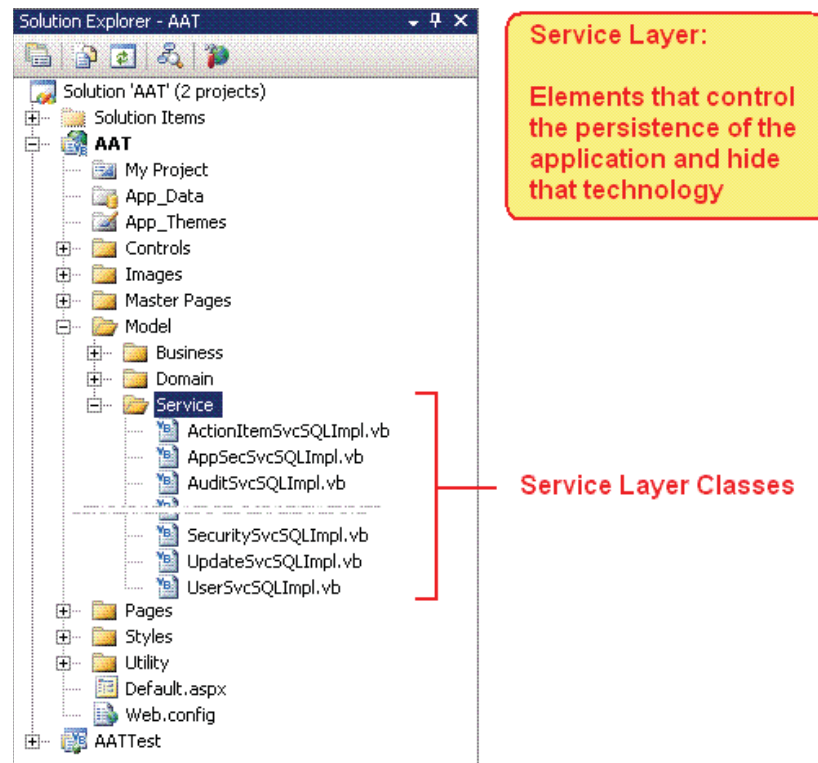 Solution Explorer - AAT
Solution 'AAT' (2 projects)
Solution Items
AAT
My Project
App_Data
App_Themes
Controls
Images
Master Pages
Model
Business
Domain
Service
ActionItemSvcSQLImpl.vb
AppSecSvcSQLImpl.vb
AuditSvcSQLImpl.vb
SecuritySvcSQLImpl.vb
UpdateSvcSQLImpl.vb
UserSvcSQLImpl.vb
Pages
Styles
Utility
Default.aspx
Web.config
AATTest
Service Layer:
Elements that control
the persistence of the
application and hide
that technology
Service Layer Classes